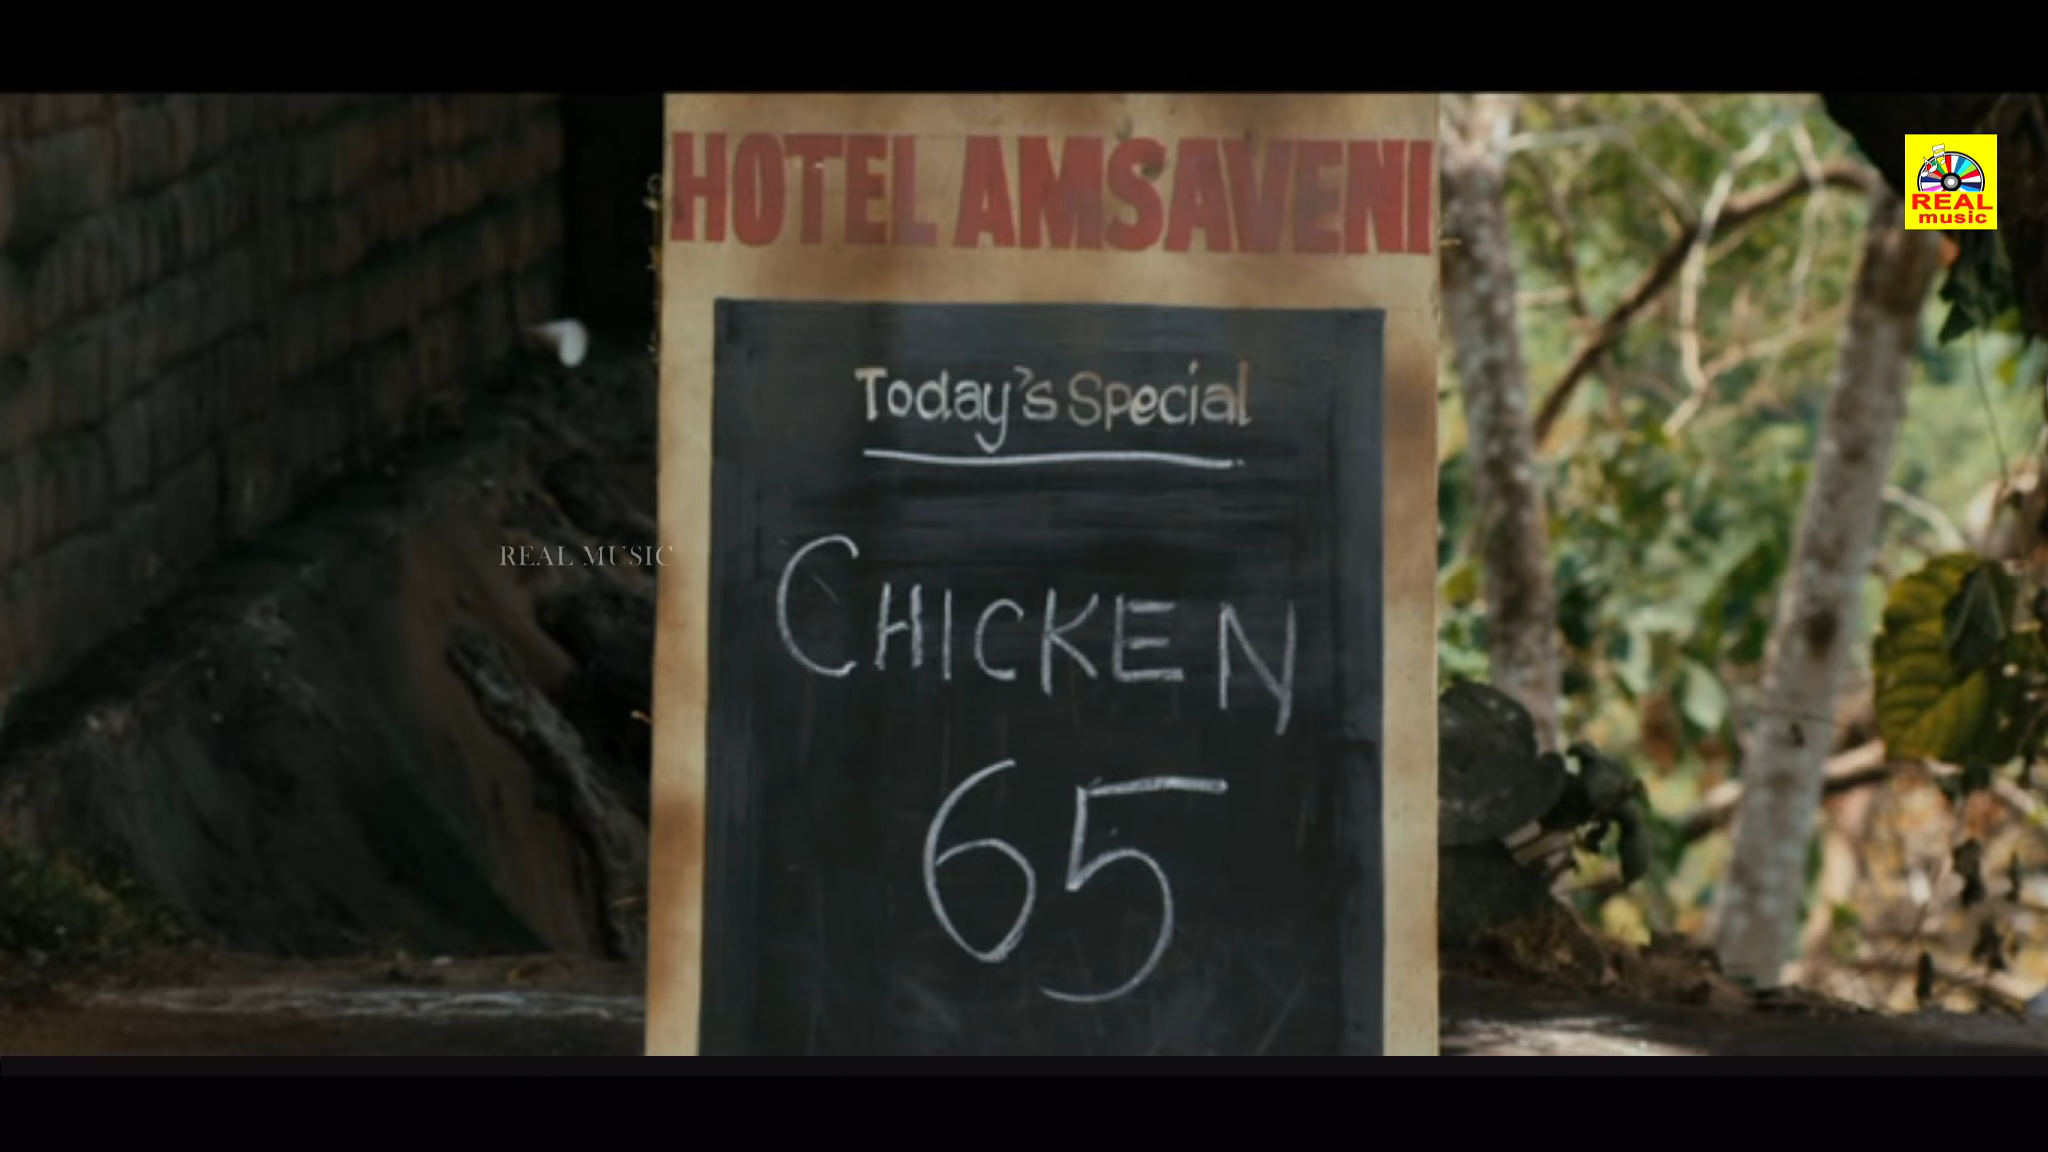 HOTEL AMSAVENI
REAL
music
Today's Special
REAL MUSIC
CHICKEN
65